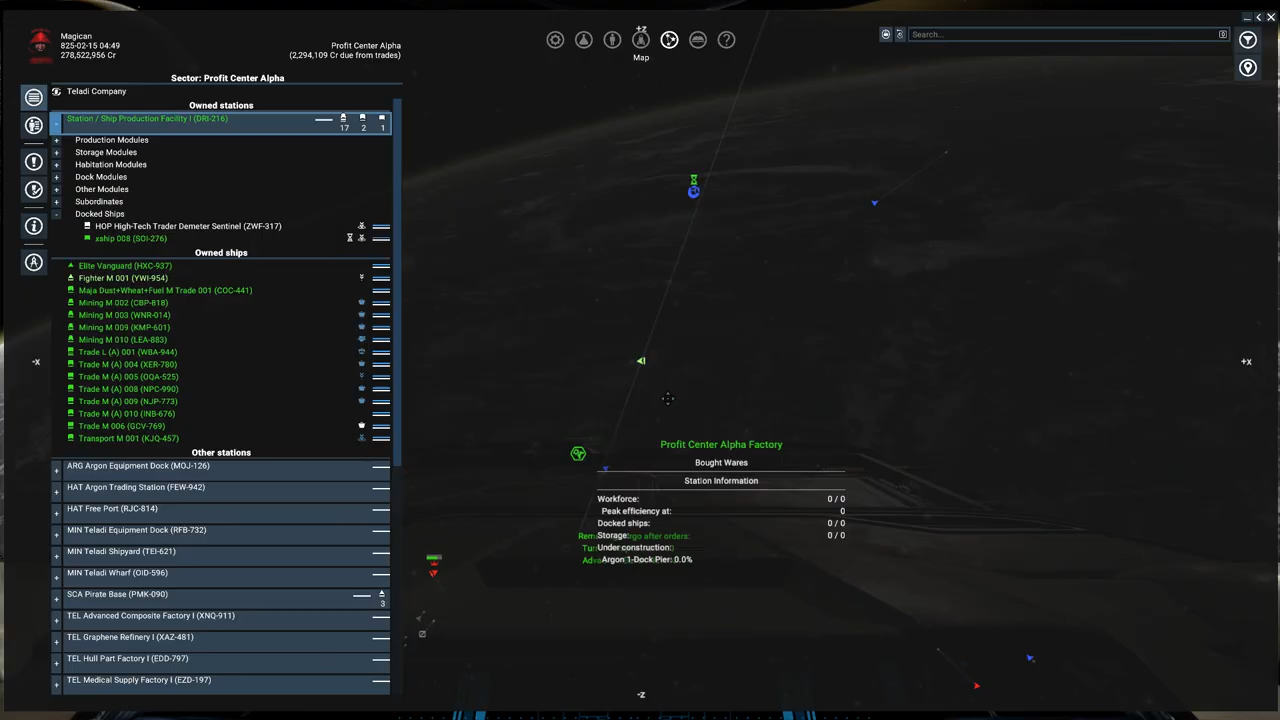 Magican
825-02-15 04:49
278,522,956 Cr
Profit Center Alpha
(2,294,109 Cr due from trades)
+Z
Map
Search...
Sector: Profit Center Alpha
Teladi Company
Owned stations
Station / Ship Production Facility I (DRI-216)
17 2 1
Production Modules
Storage Modules
Habitation Modules
Dock Modules
Other Modules
Subordinates
Docked Ships
HOP High-Tech Trader Demeter Sentinel (ZWF-317)
xship 008 (SOI-276)
Owned ships
Elite Vanguard (HXC-937)
Fighter M 001 (YWI-954)
Maja Dust+Wheat+Fuel M Trade 001 (COC-441)
Mining M 002 (CBP-818)
Mining M 003 (WNR-014)
Mining M 009 (KMP-601)
Mining M 010 (LEA-883)
Trade L (A) 001 (WBA-944)
Trade M (A) 004 (XER-780)
Trade M (A) 005 (OQA-525)
Trade M (A) 008 (NPC-990)
Trade M (A) 009 (NJP-773)
Trade M (A) 010 (INB-676)
Trade M 006 (GCV-769)
Transport M 001 (KJQ-457)
Other stations
ARG Argon Equipment Dock (MOJ-126)
HAT Argon Trading Station (FEW-942)
HAT Free Port (RJC-814)
MIN Teladi Equipment Dock (RFB-732)
MIN Teladi Shipyard (TEI-621)
MIN Teladi Wharf (OID-596)
SCA Pirate Base (PMK-090)
3
TEL Advanced Composite Factory I (XNQ-911)
TEL Graphene Refinery I (XAZ-481)
TEL Hull Part Factory I (EDD-797)
TEL Medical Supply Factory I (EZD-197)
-X
+X
Profit Center Alpha Factory
Bought Wares
Station Information
Workforce: 0 / 0
Peak efficiency at: 0
Docked ships: 0 / 0
Storage: 0 / 0
Under construction:
Argon 1-Dock Pier: 0.0%
-Z